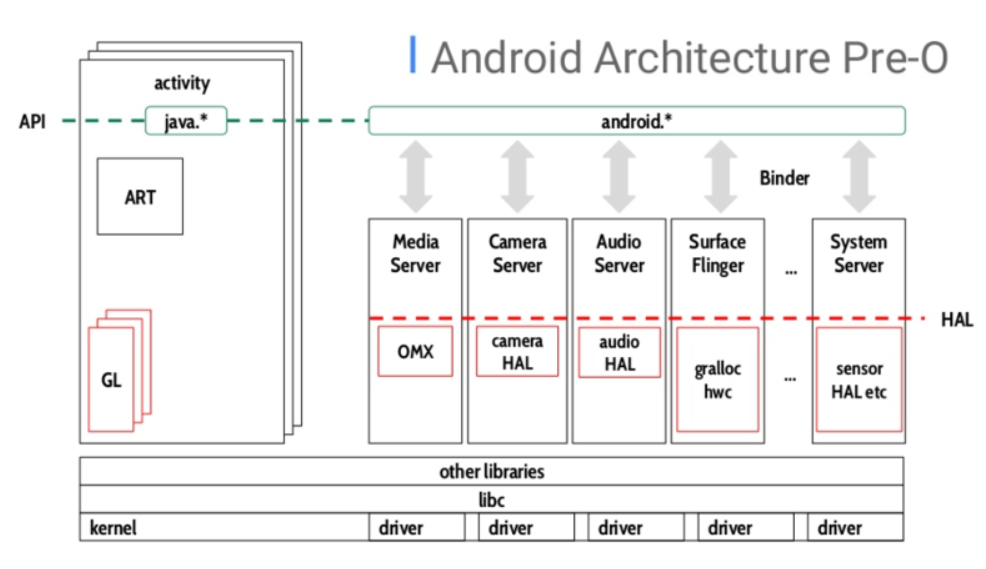 Android Architecture Pre-O
activity
API
java.*
android.*
ART
Binder
Media
Server
Camera
Server
Audio
Server
Surface
Flinger
...
System
Server
HAL
OMX
camera
HAL
audio
HAL
gralloc
hwc
...
sensor
HAL etc
GL
other libraries
libc
kernel
driver
driver
driver
driver
driver